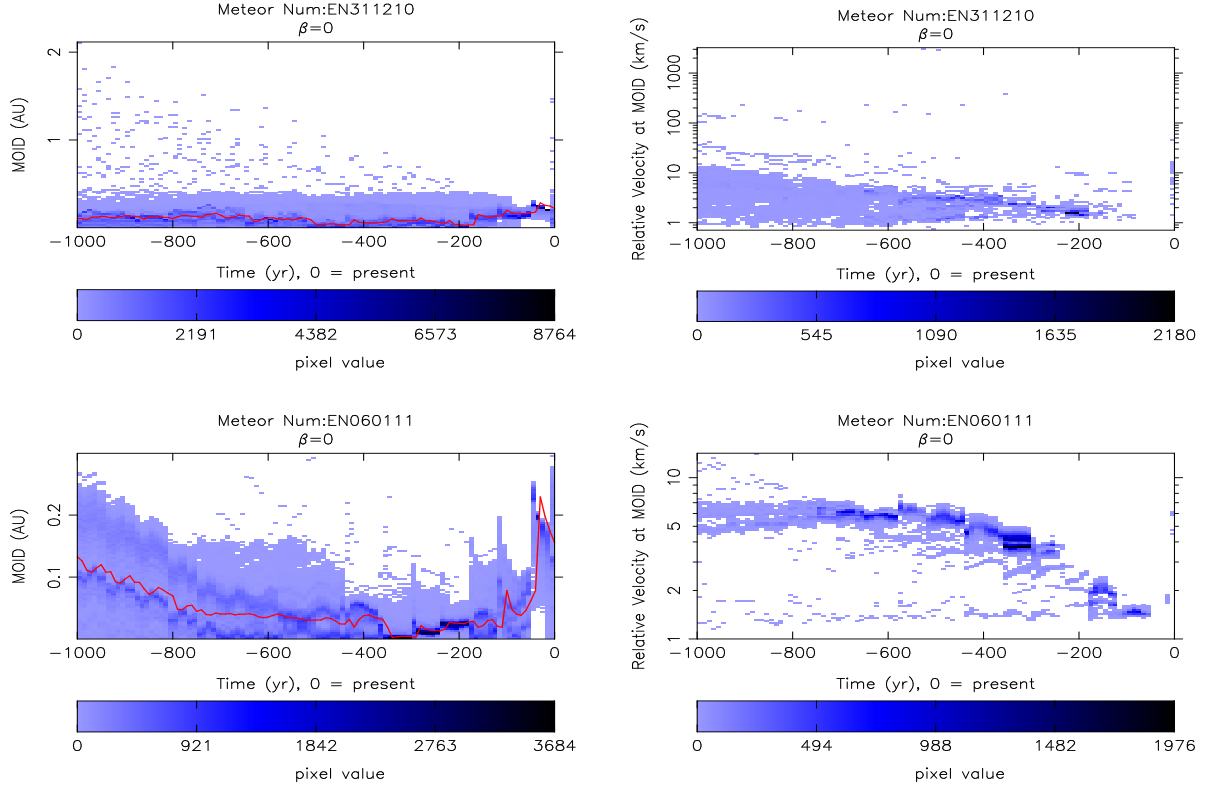 Meteor Num:EN311210
β=0
MOID (AU)
2
1
−1000 −800 −600 −400 −200 0
Time (yr), 0 = present
0 2191 4382 6573 8764
pixel value
Meteor Num:EN311210
β=0
Relative Velocity at MOID (km/s)
1000
100
10
1
−1000 −800 −600 −400 −200 0
Time (yr), 0 = present
0 545 1090 1635 2180
pixel value
Meteor Num:EN060111
β=0
MOID (AU)
0.2
0.1
−1000 −800 −600 −400 −200 0
Time (yr), 0 = present
0 921 1842 2763 3684
pixel value
Meteor Num:EN060111
β=0
Relative Velocity at MOID (km/s)
10
5
2
1
−1000 −800 −600 −400 −200 0
Time (yr), 0 = present
0 494 988 1482 1976
pixel value